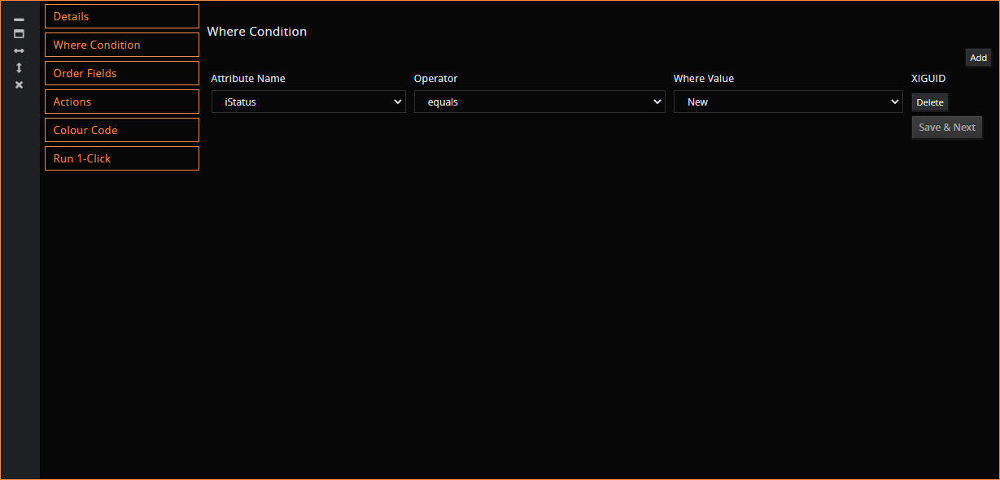 Details
Where Condition
Order Fields
Actions
Colour Code
Run 1-Click
Where Condition
Add
Attribute Name Operator Where Value XIGUID
iStatus equals New Delete
Save & Next